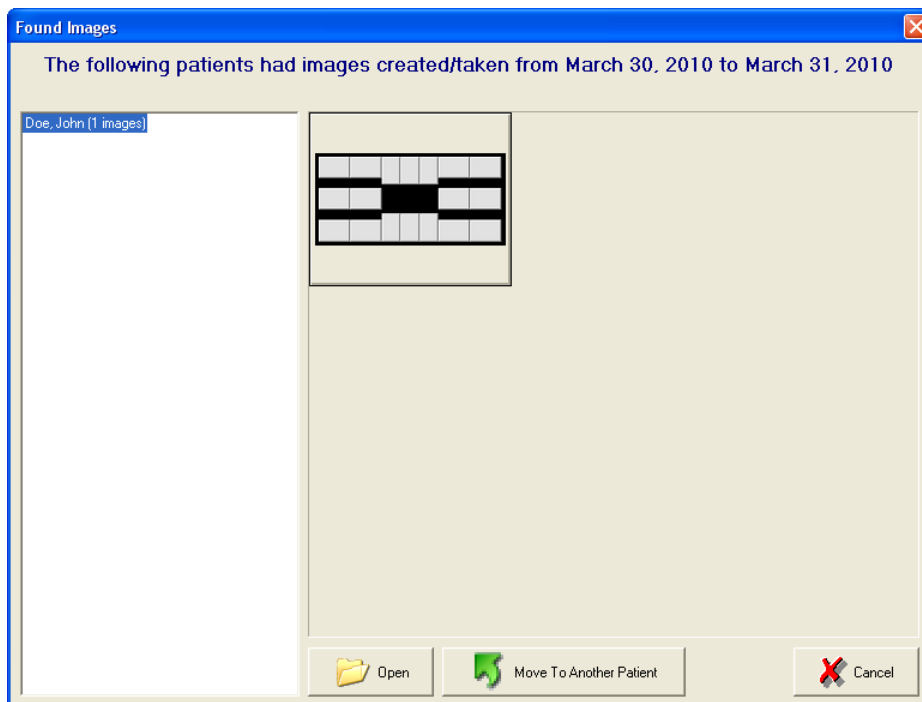 Found Images
The following patients had images created/taken from March 30, 2010 to March 31, 2010
Doe, John (1 images)
Open
Move To Another Patient
Cancel